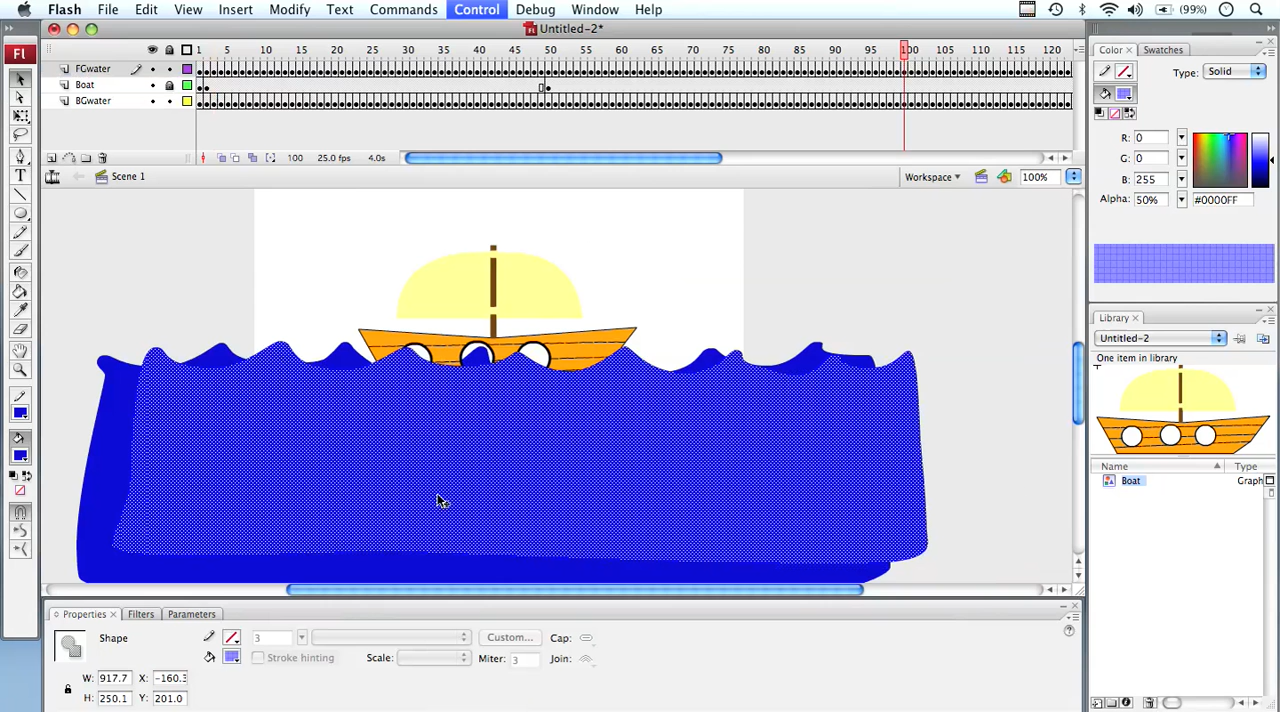 Flash File Edit View Insert Modify Text Commands Control Debug Window Help (99%)
Untitled-2*
1 5 10 15 20 25 30 35 40 45 50 55 60 65 70 75 80 85 90 95 100 105 110 115 120
FGwater
Boat
BGwater
100 25.0 fps 4.0s
Scene 1 Workspace 100%
Fl
T
Color Swatches
Type: Solid
R: 0
G: 0
B: 255
Alpha: 50% #0000FF
Library
Untitled-2
One item in library
Name Type
Boat Graph
Properties Filters Parameters
Shape 3 Custom... Cap:
Stroke hinting Scale: Miter: 3 Join:
W: 917.7 X: -160.3
H: 250.1 Y: 201.0